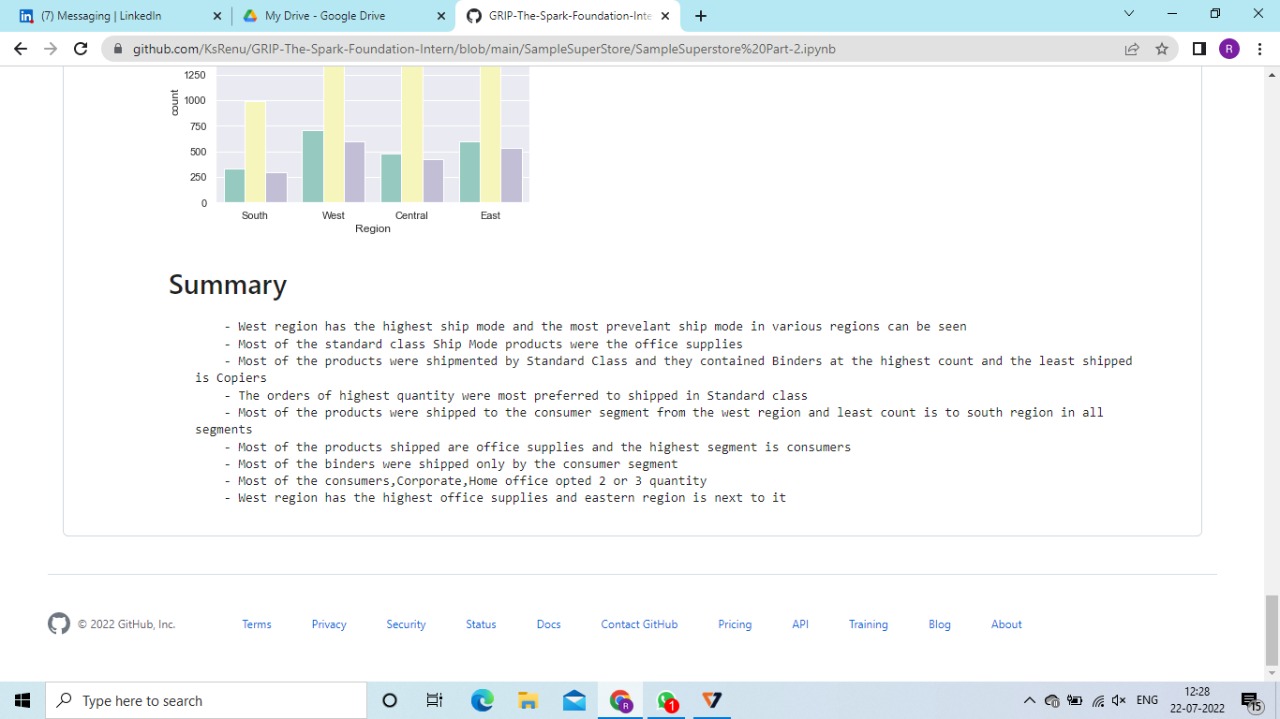 (7) Messaging | LinkedIn
My Drive - Google Drive
GRIP-The-Spark-Foundation-Inte
github.com/KsRenu/GRIP-The-Spark-Foundation-Intern/blob/main/SampleSuperStore/SampleSuperstore%20Part-2.ipynb
R
1250
1000
750
500
250
0
count
South West Central East
Region
Summary
- West region has the highest ship mode and the most prevelant ship mode in various regions can be seen
- Most of the standard class Ship Mode products were the office supplies
- Most of the products were shipmented by Standard Class and they contained Binders at the highest count and the least shipped
is Copiers
- The orders of highest quantity were most preferred to shipped in Standard class
- Most of the products were shipped to the consumer segment from the west region and least count is to south region in all
segments
- Most of the products shipped are office supplies and the highest segment is consumers
- Most of the binders were shipped only by the consumer segment
- Most of the consumers,Corporate,Home office opted 2 or 3 quantity
- West region has the highest office supplies and eastern region is next to it
© 2022 GitHub, Inc. Terms Privacy Security Status Docs Contact GitHub Pricing API Training Blog About
Type here to search
R
1
ENG
12:28
22-07-2022
15